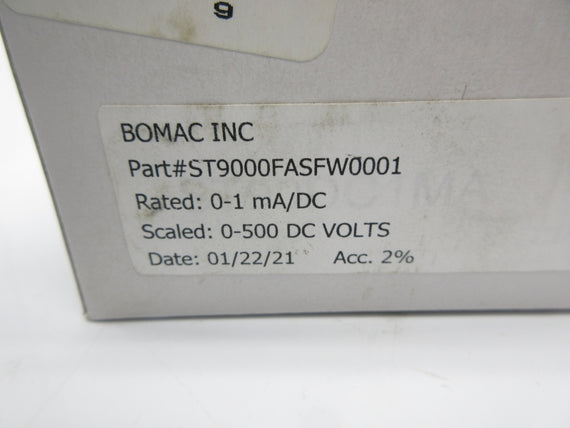 9
BOMAC INC
Part#ST9000FASFW0001
Rated: 0-1 mA/DC
Scaled: 0-500 DC VOLTS
Date: 01/22/21 Acc. 2%